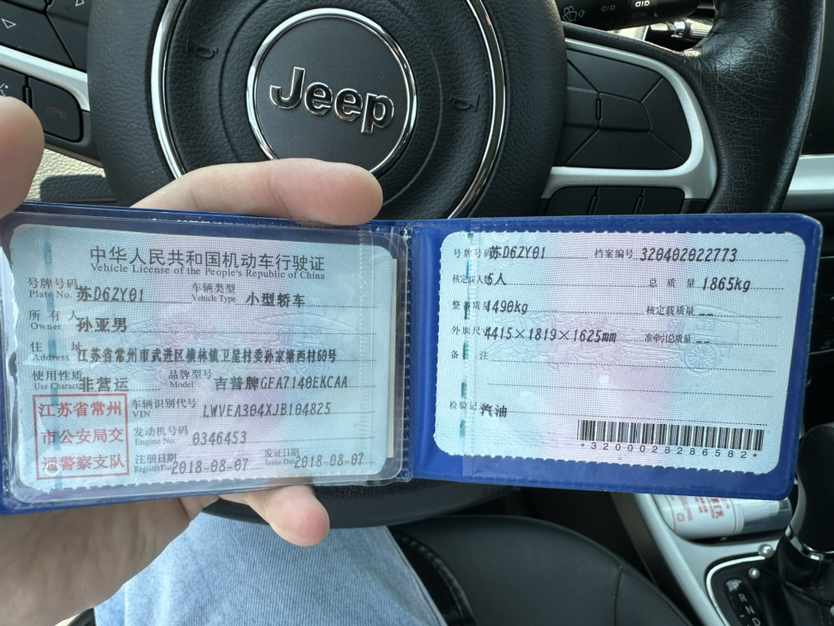 Jeep
中华人民共和国机动车行驶证
Vehicle License of the People's Republic of China
号牌号码 苏D6ZY01 车辆类型 小型轿车
Plate No. Vehicle Type
所有人 孙亚男
Owner
住址 江苏省常州市武进区横林镇卫星村委孙家塘西村60号
Address
使用性质 非营运 品牌型号 吉普牌GFA7140EKCAA
Use Character Model
江苏省常州
市公安局交
通警察支队
车辆识别代号 LWVEA304XJB104825
VIN
发动机号码 0346453
Engine No.
注册日期 2018-08-07 发证日期 2018-08-07
Register Date Issue Date
号牌号码 苏D6ZY01 档案编号 320402022773
核定载人数 5人 总质量 1865kg
整备质量 1490kg 核定载质量 --
外廓尺寸 4415×1819×1625mm 准牵引总质量 --
备注
检验记录 汽油
*3200028286582*